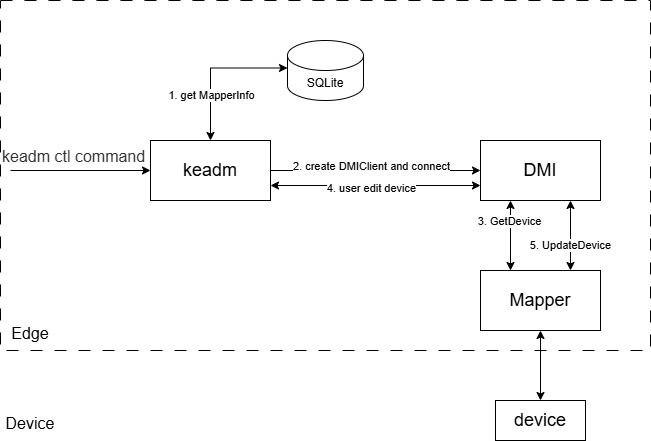 SQLite
1. get MapperInfo
keadm ctl command
keadm
2. create DMIClient and connect
DMI
4. user edit device
3. GetDevice
5. UpdateDevice
Mapper
Edge
device
Device